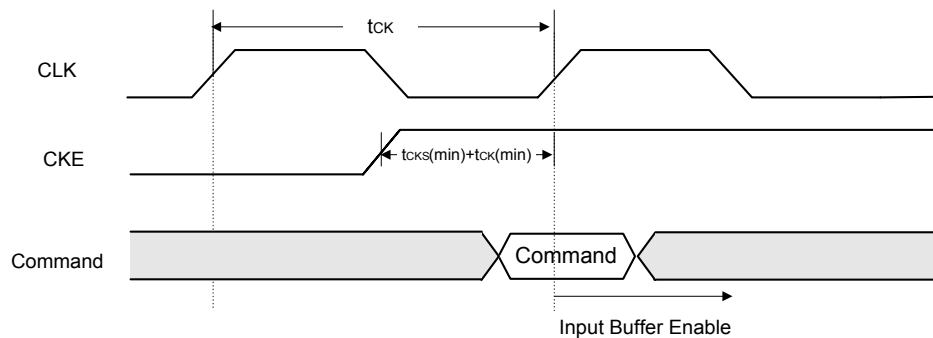 tCK
CLK
CKE
tCKS(min)+tCK(min)
Command
Command
Input Buffer Enable